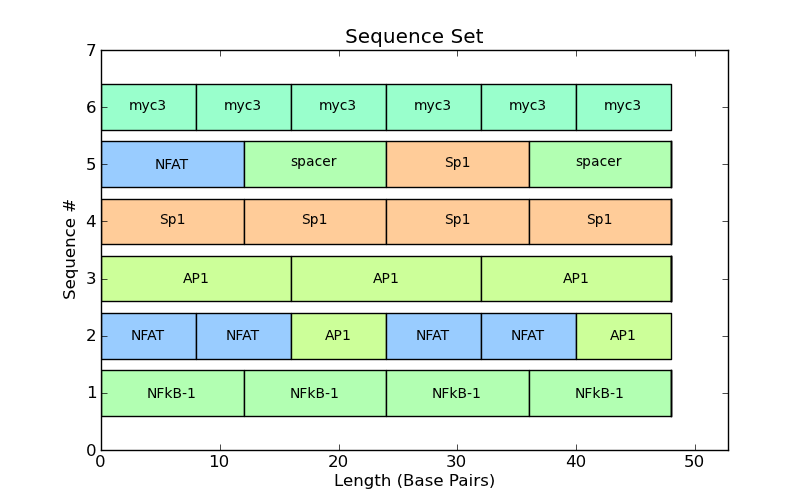 Sequence Set
7
6
myc3 myc3 myc3 myc3 myc3 myc3
5
NFAT spacer Sp1 spacer
4
Sp1 Sp1 Sp1 Sp1
3
AP1 AP1 AP1
2
NFAT NFAT AP1 NFAT NFAT AP1
1
NFkB-1 NFkB-1 NFkB-1 NFkB-1
0
Sequence #
0 10 20 30 40 50
Length (Base Pairs)